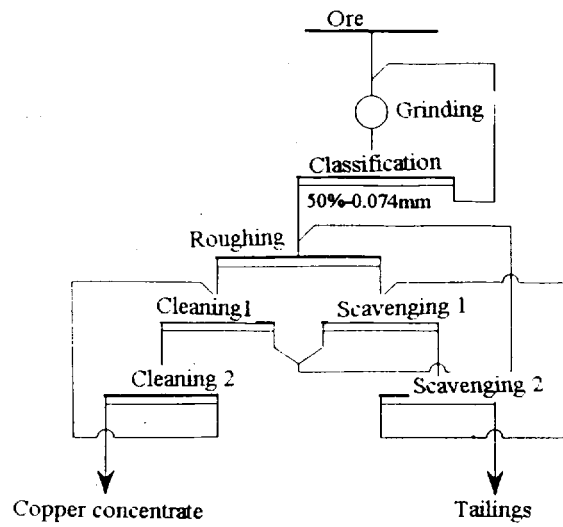 Ore
Grinding
Classification
50%-0.074mm
Roughing
Cleaning1
Scavenging 1
Cleaning 2
Scavenging 2
Copper concentrate
Tailings